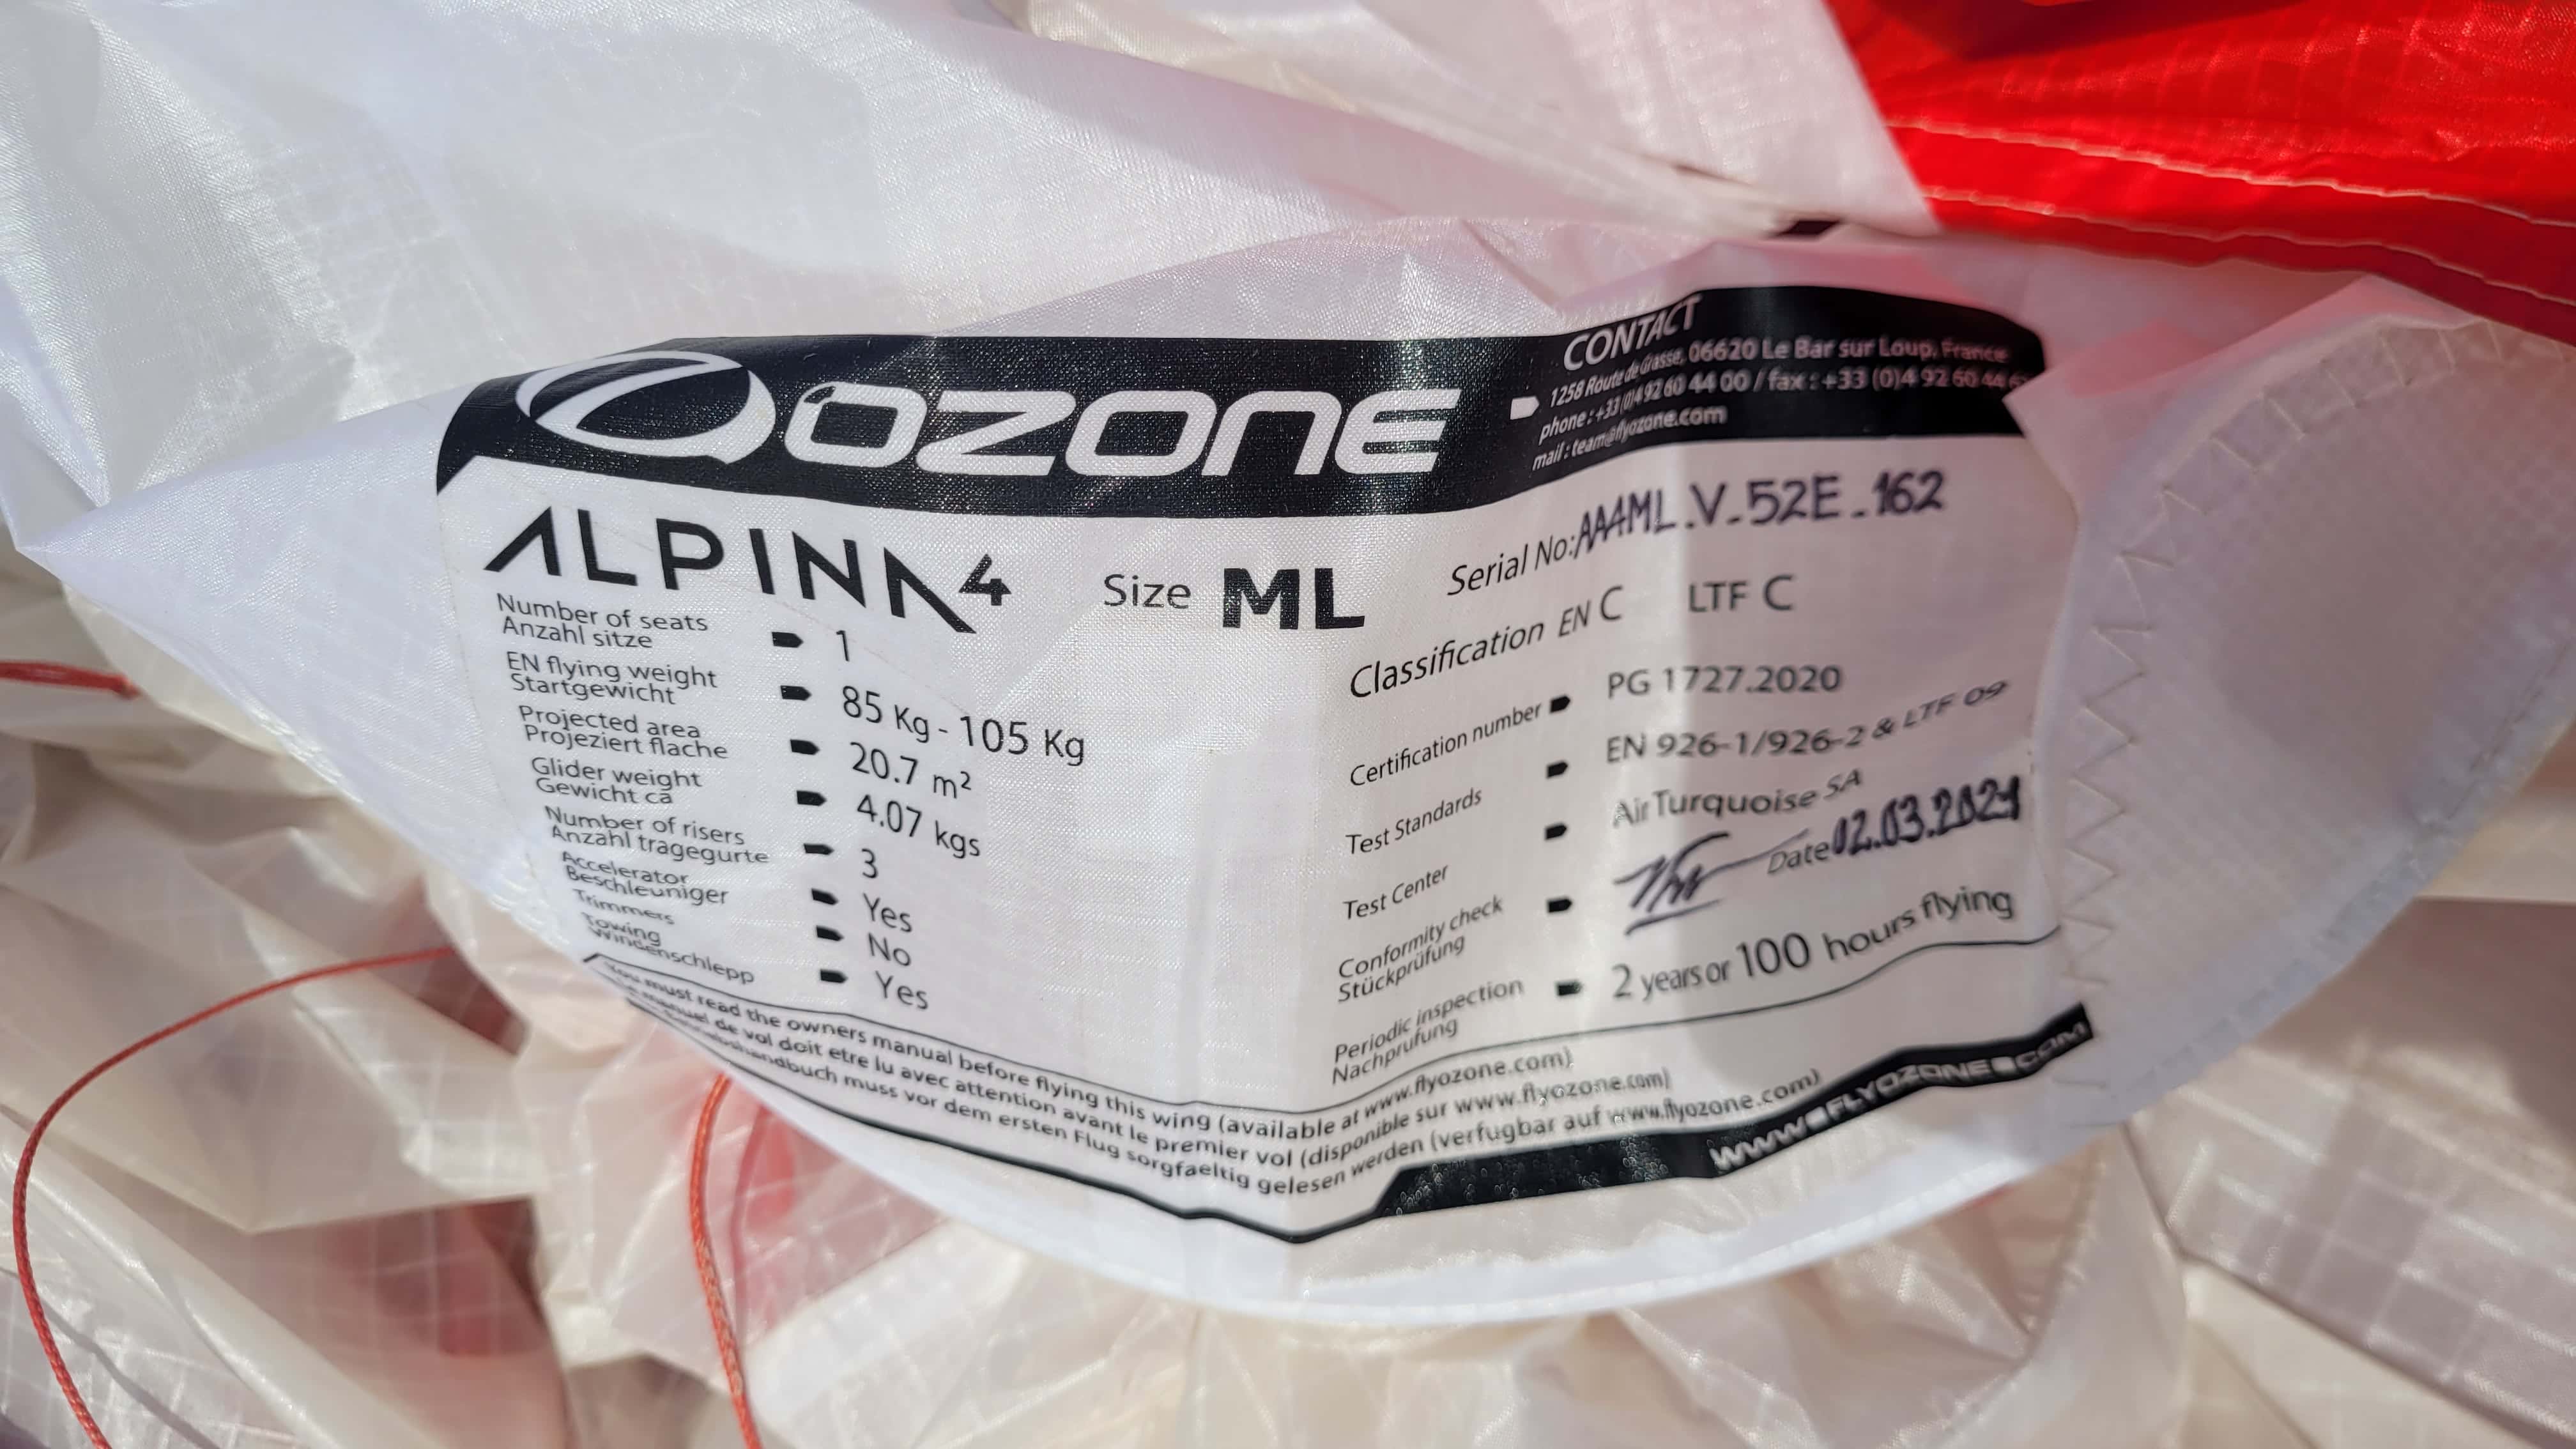 OZONE
CONTACT
1258 Route de Grasse, 06620 Le Bar sur Loup, France
phone : +33 (0)4 92 60 44 00 / fax : +33 (0)4 92 60 44
mail : team@flyozone.com
ALPINA 4 Size ML
Serial No: AA4ML_V_52E_162
Classification EN C LTF C
Number of seats
Anzahl sitze 1
EN flying weight
Startgewicht 85 Kg - 105 Kg
Projected area
Projeziert flache 20.7 m²
Glider weight
Gewicht ca 4.07 kgs
Number of risers
Anzahl tragegurte 3
Accelerator
Beschleuniger Yes
Trimmers No
Towing
Windenschlepp Yes
Certification number PG 1727.2020
Test Standards EN 926-1/926-2 & LTF 09
Test Center Air Turquoise SA
Conformity check
Stückprüfung Date 02.03.2021
Periodic inspection
Nachprüfung 2 years or 100 hours flying
You must read the owners manual before flying this wing (available at www.flyozone.com)
manuel de vol doit etre lu avec attention avant le premier vol (disponible sur www.flyozone.com)
muss vor dem ersten Flug sorgfaeltig gelesen werden (verfugbar auf www.flyozone.com)
WWW.FLYOZONE.COM